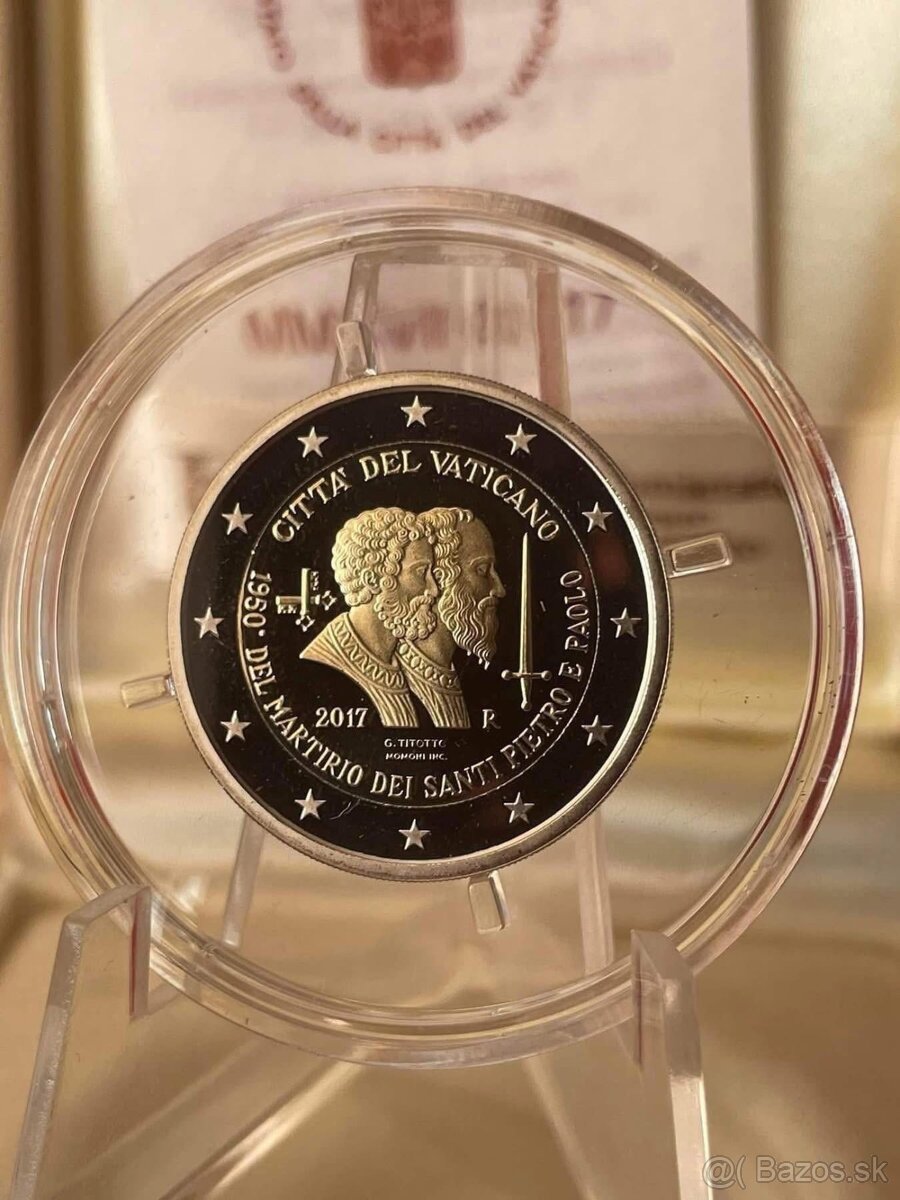 CITTA' DEL VATICANO
1950° DEL MARTIRIO DEI SANTI PIETRO E PAOLO
2017 R
G. TITOTTO
MOMONI INC.
@( Bazos.sk